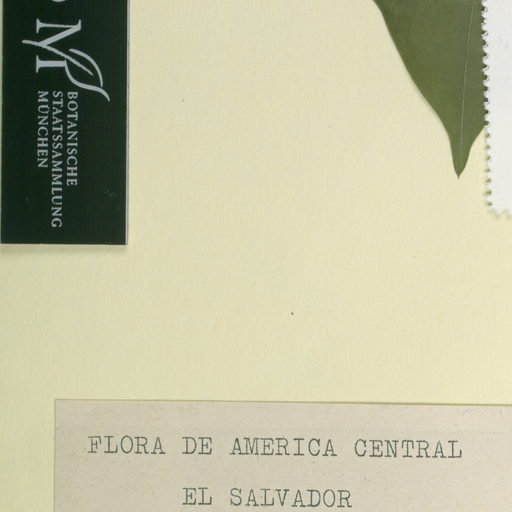 M
BOTANISCHE
STAATSSAMMLUNG
MÜNCHEN
FLORA DE AMERICA CENTRAL
EL SALVADOR